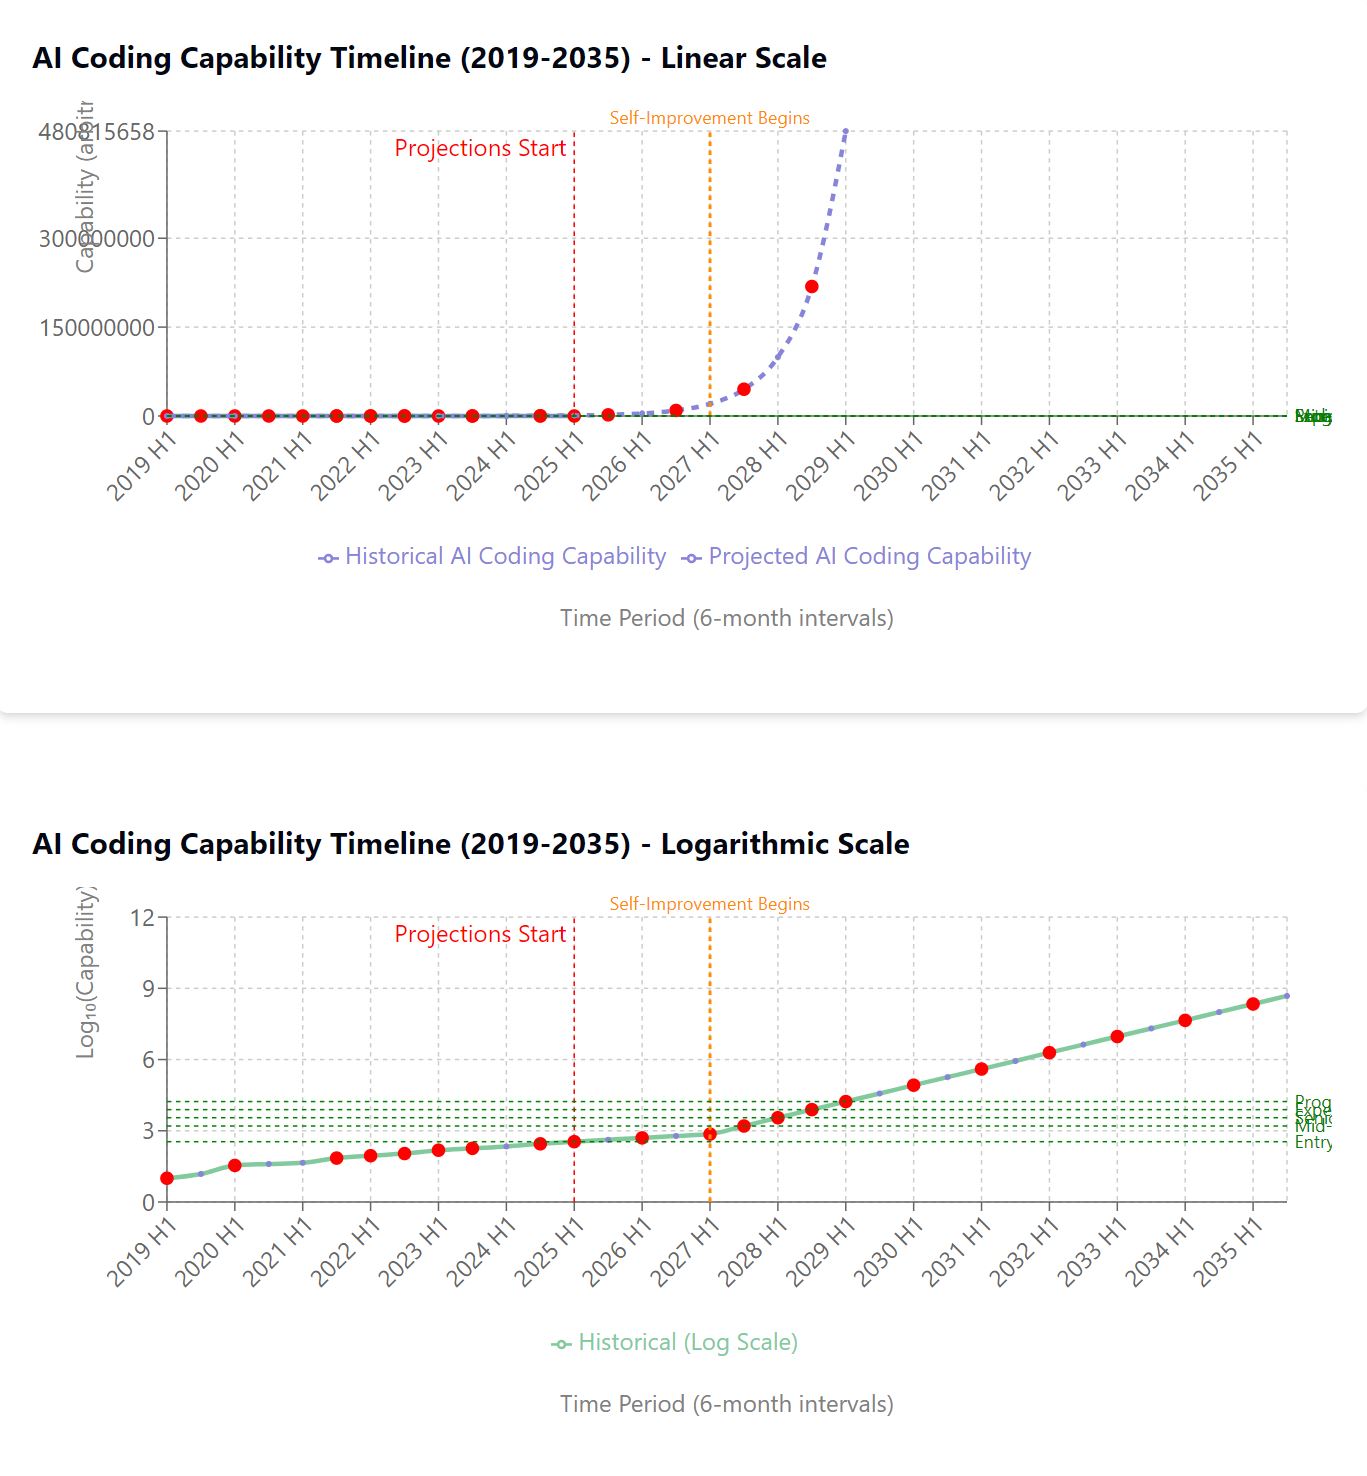 AI Coding Capability Timeline (2019-2035) - Linear Scale
Self-Improvement Begins
Projections Start
Capability (arbitr
480815658
300000000
150000000
0
2019 H1
2020 H1
2021 H1
2022 H1
2023 H1
2024 H1
2025 H1
2026 H1
2027 H1
2028 H1
2029 H1
2030 H1
2031 H1
2032 H1
2033 H1
2034 H1
2035 H1
Historical AI Coding Capability
Projected AI Coding Capability
Time Period (6-month intervals)
AI Coding Capability Timeline (2019-2035) - Logarithmic Scale
Self-Improvement Begins
Projections Start
Log₁₀(Capability)
12
9
6
3
0
Prog
Expe
Senio
Mid-
Entry
2019 H1
2020 H1
2021 H1
2022 H1
2023 H1
2024 H1
2025 H1
2026 H1
2027 H1
2028 H1
2029 H1
2030 H1
2031 H1
2032 H1
2033 H1
2034 H1
2035 H1
Historical (Log Scale)
Time Period (6-month intervals)